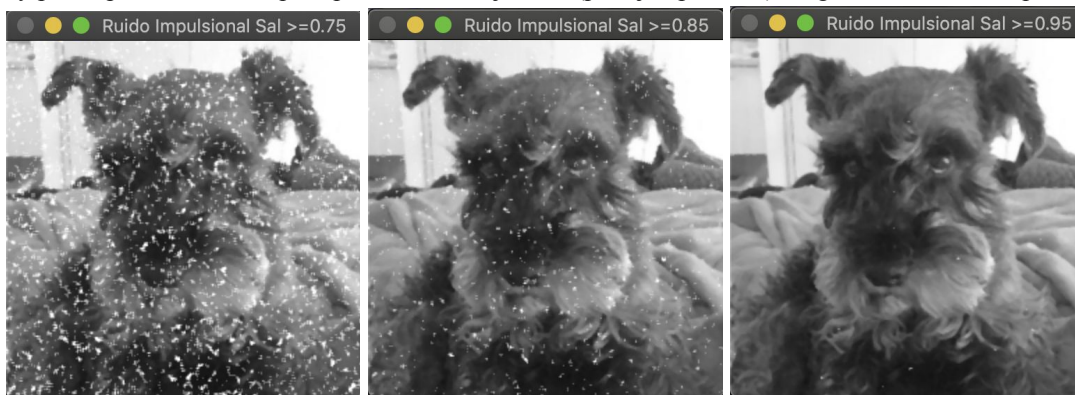 Ruido Impulsional Sal >=0.75
Ruido Impulsional Sal >=0.85
Ruido Impulsional Sal >=0.95